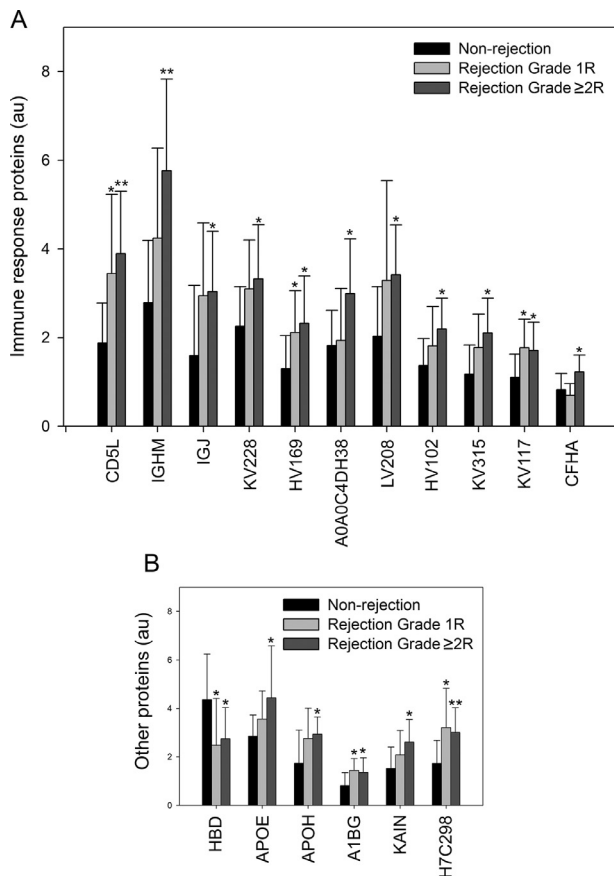 A
Non-rejection
Rejection Grade 1R
Rejection Grade ≥2R
Immune response proteins (au)
8
6
4
2
0
* ** ** * * * * * * * * * *
CD5L IGHM IGJ KV228 HV169 A0A0C4DH38 LV208 HV102 KV315 KV117 CFHA
B
Non-rejection
Rejection Grade 1R
Rejection Grade ≥2R
Other proteins (au)
8
6
4
2
0
* * * * * * * * **
HBD APOE APOH A1BG KAIN H7C298